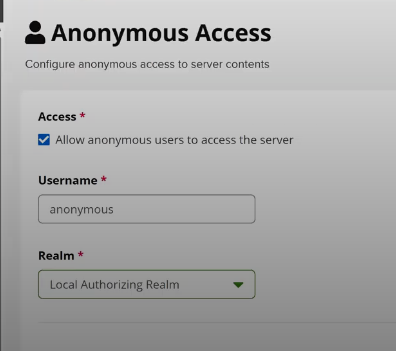 Anonymous Access
Configure anonymous access to server contents
Access *
Allow anonymous users to access the server
Username *
anonymous
Realm *
Local Authorizing Realm